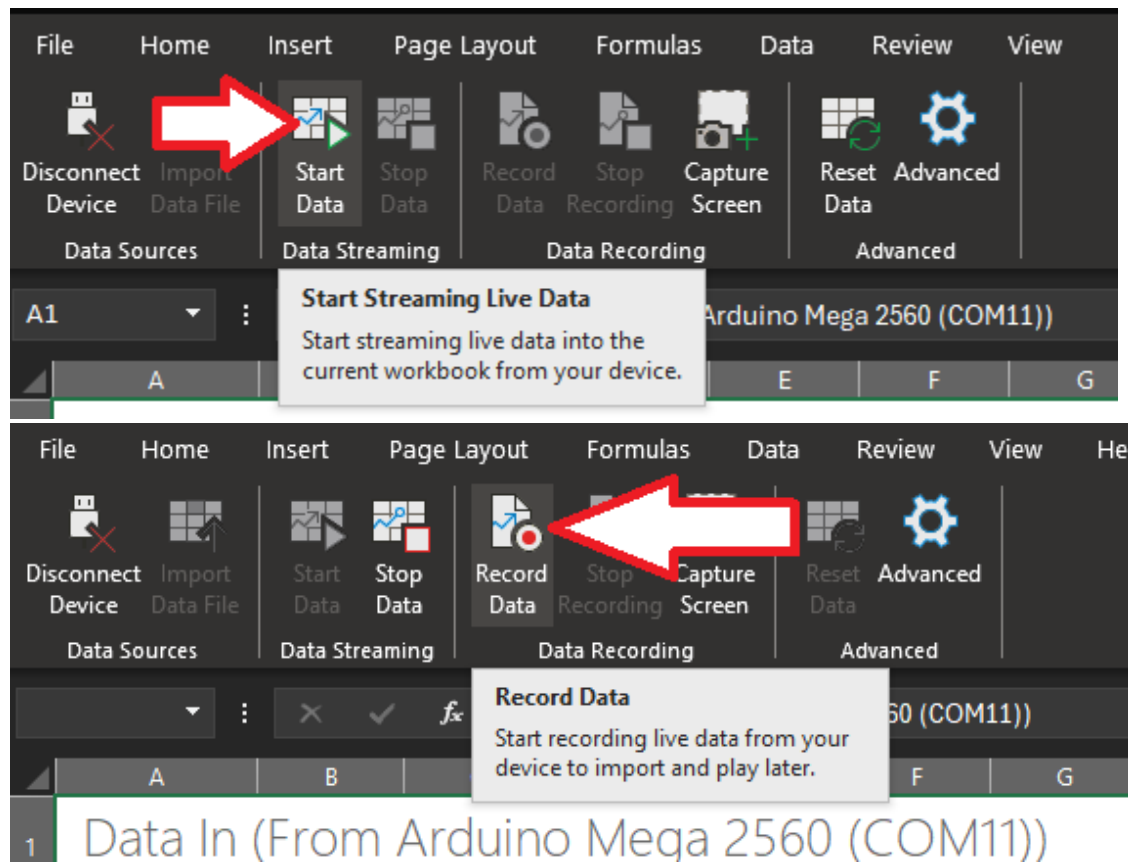 File Home Insert Page Layout Formulas Data Review View
Disconnect Import Start Stop Record Stop Capture Reset Advanced
Device Data File Data Data Data Recording Screen Data
Data Sources Data Streaming Data Recording Advanced
Start Streaming Live Data
A1 Arduino Mega 2560 (COM11))
Start streaming live data into the
current workbook from your device.
A E F G
File Home Insert Page Layout Formulas Data Review View He
Disconnect Import Start Stop Record Stop Capture Reset Advanced
Device Data File Data Data Data Recording Screen Data
Data Sources Data Streaming Data Recording Advanced
Record Data
fx 60 (COM11))
Start recording live data from your
device to import and play later.
A B F G
1 Data In (From Arduino Mega 2560 (COM11))